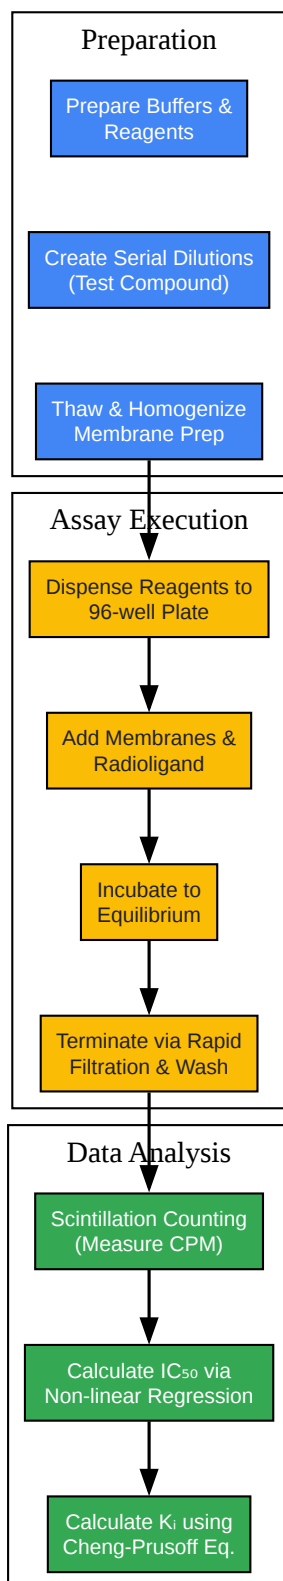 Preparation
Prepare Buffers &
Reagents
Create Serial Dilutions
(Test Compound)
Thaw & Homogenize
Membrane Prep
Assay Execution
Dispense Reagents to
96-well Plate
Add Membranes &
Radioligand
Incubate to
Equilibrium
Terminate via Rapid
Filtration & Wash
Data Analysis
Scintillation Counting
(Measure CPM)
Calculate IC₅₀ via
Non-linear Regression
Calculate Kᵢ using
Cheng-Prusoff Eq.